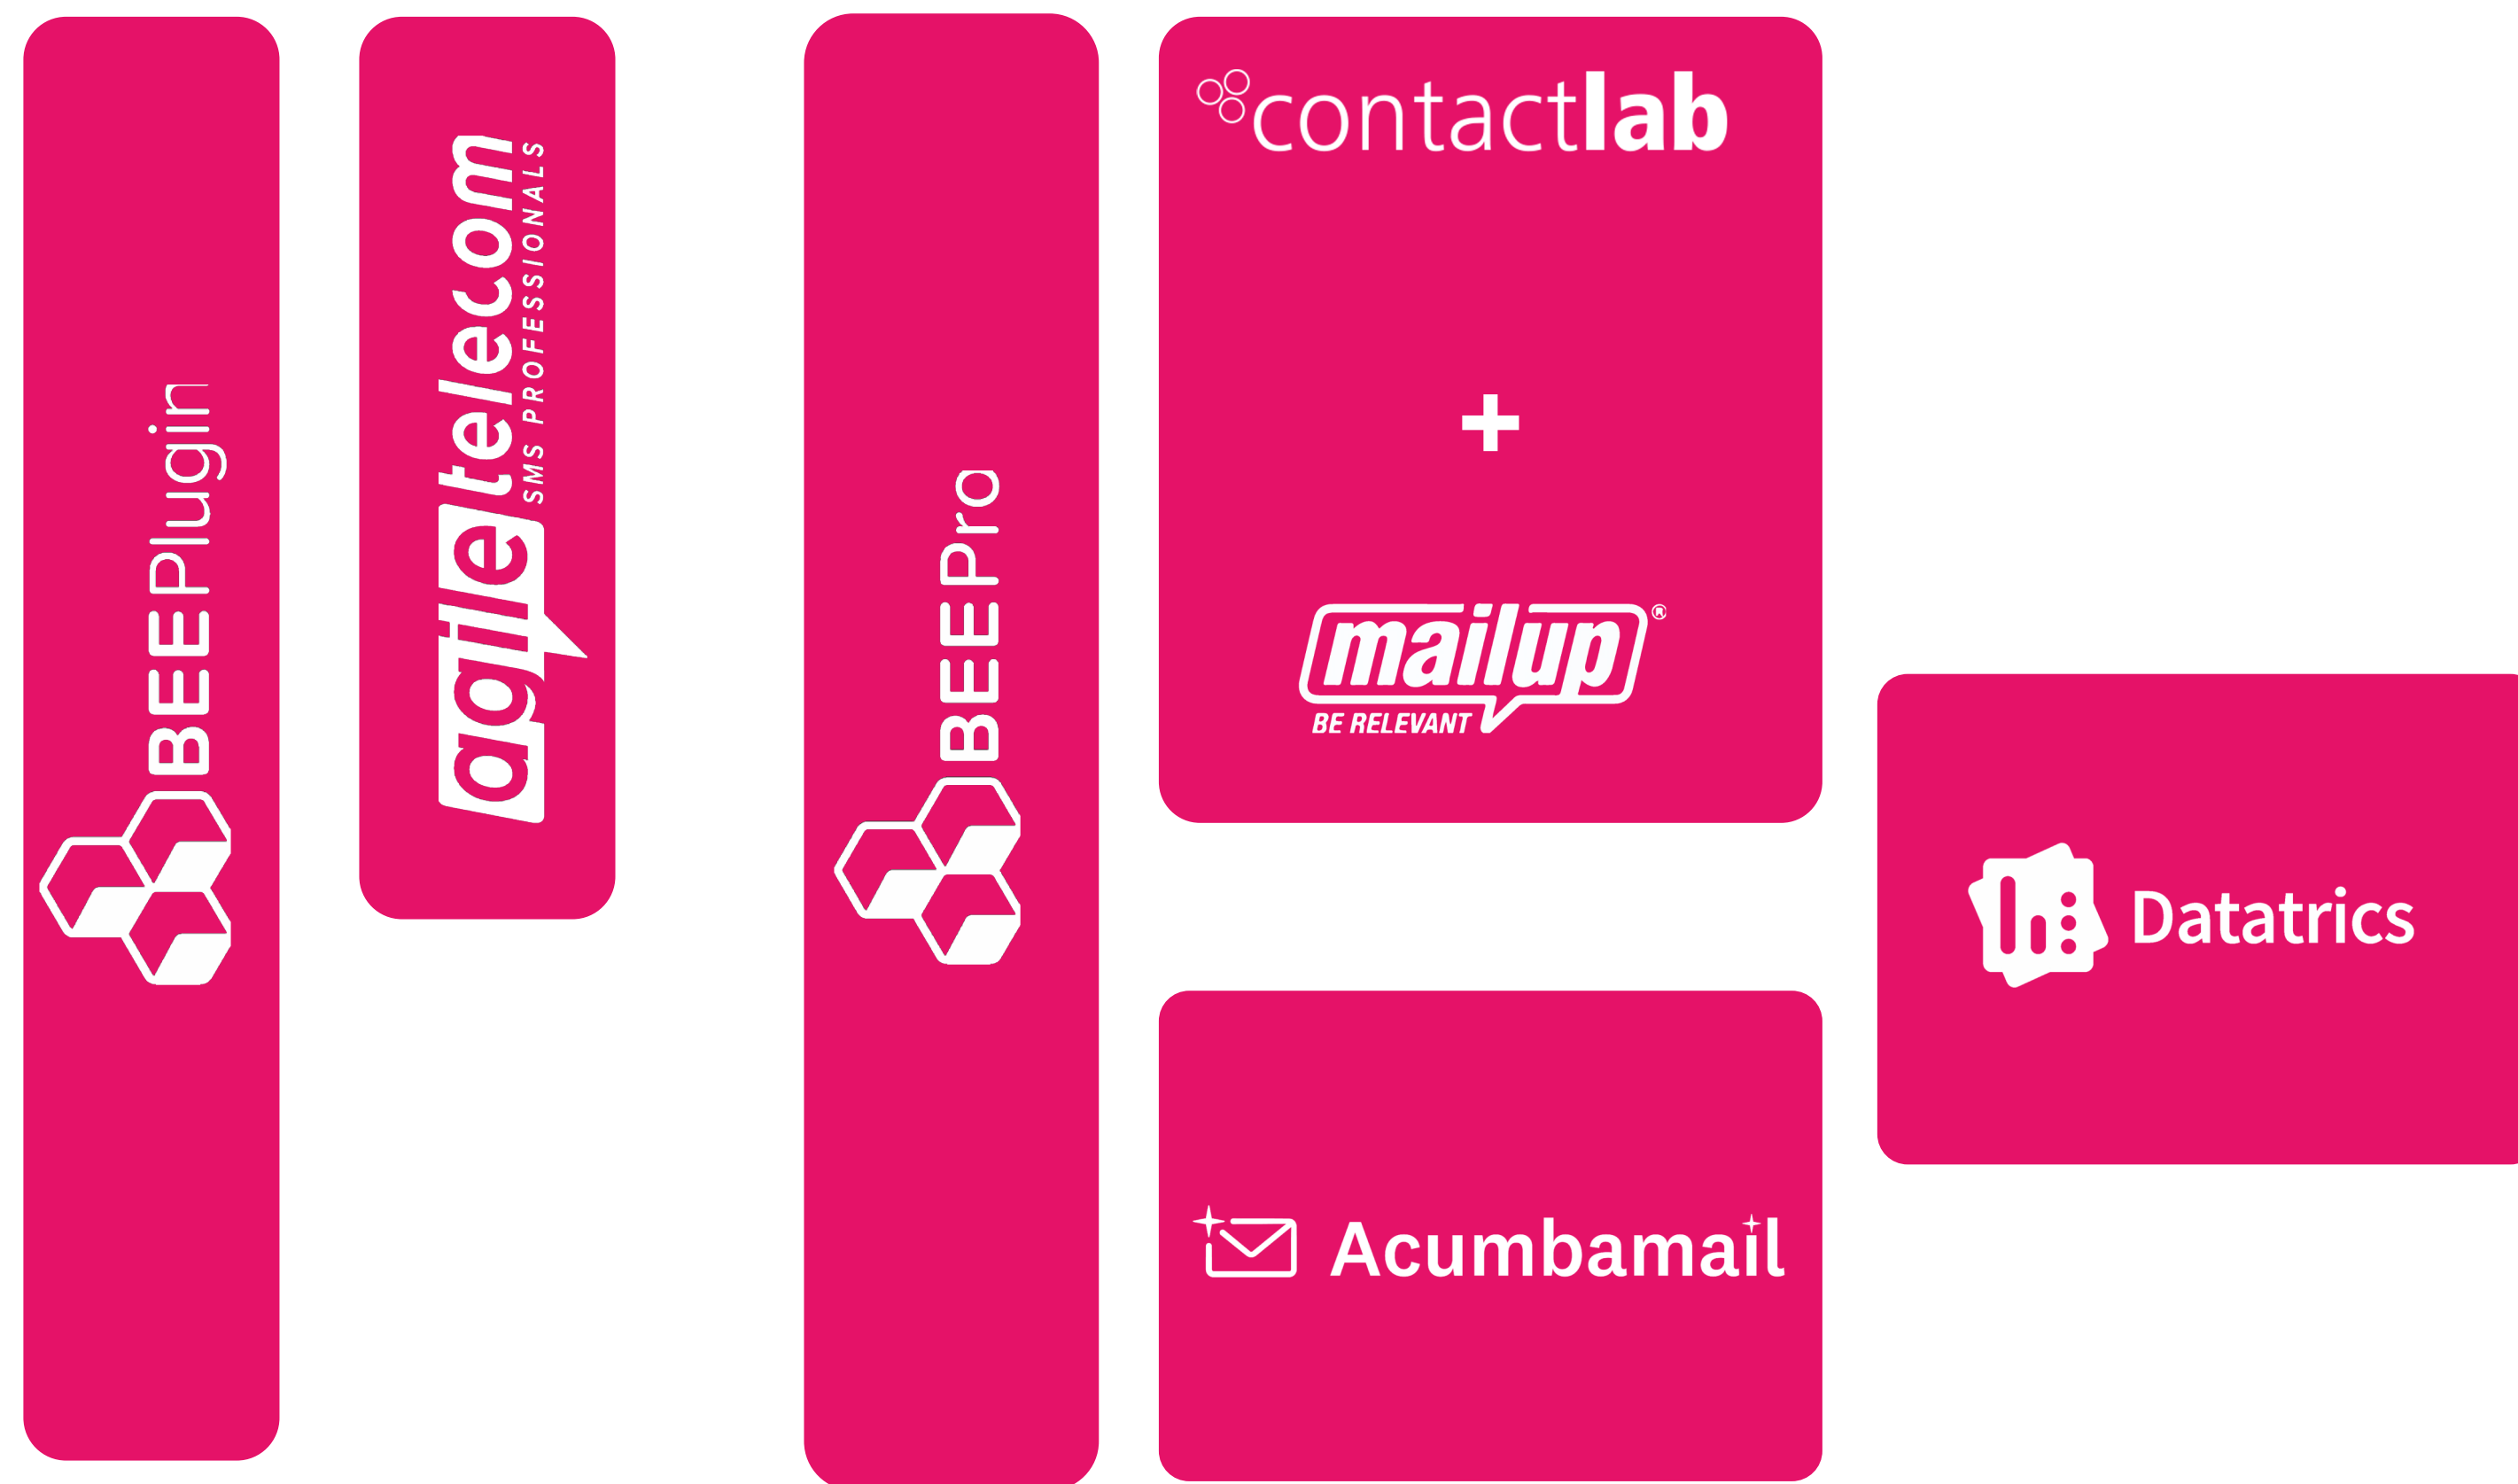 BEEPlugin
agiletelecom
SMS PROFESSIONALS
BEEPro
contactlab
+
mailup®
BE RELEVANT
Acumbamail
Datatrics